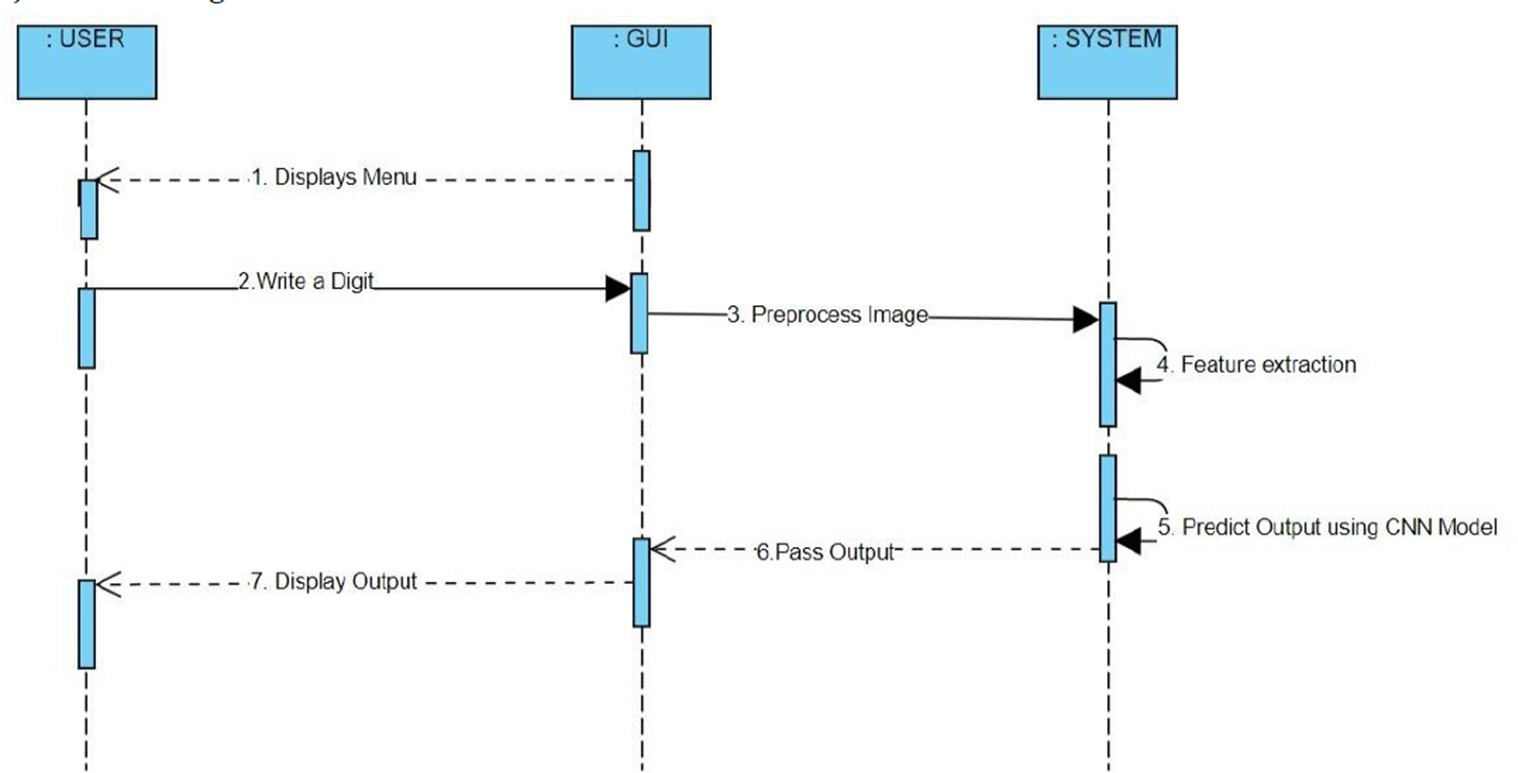 : USER
: GUI
: SYSTEM
1. Displays Menu
2.Write a Digit
3. Preprocess Image
4. Feature extraction
5. Predict Output using CNN Model
6.Pass Output
7. Display Output